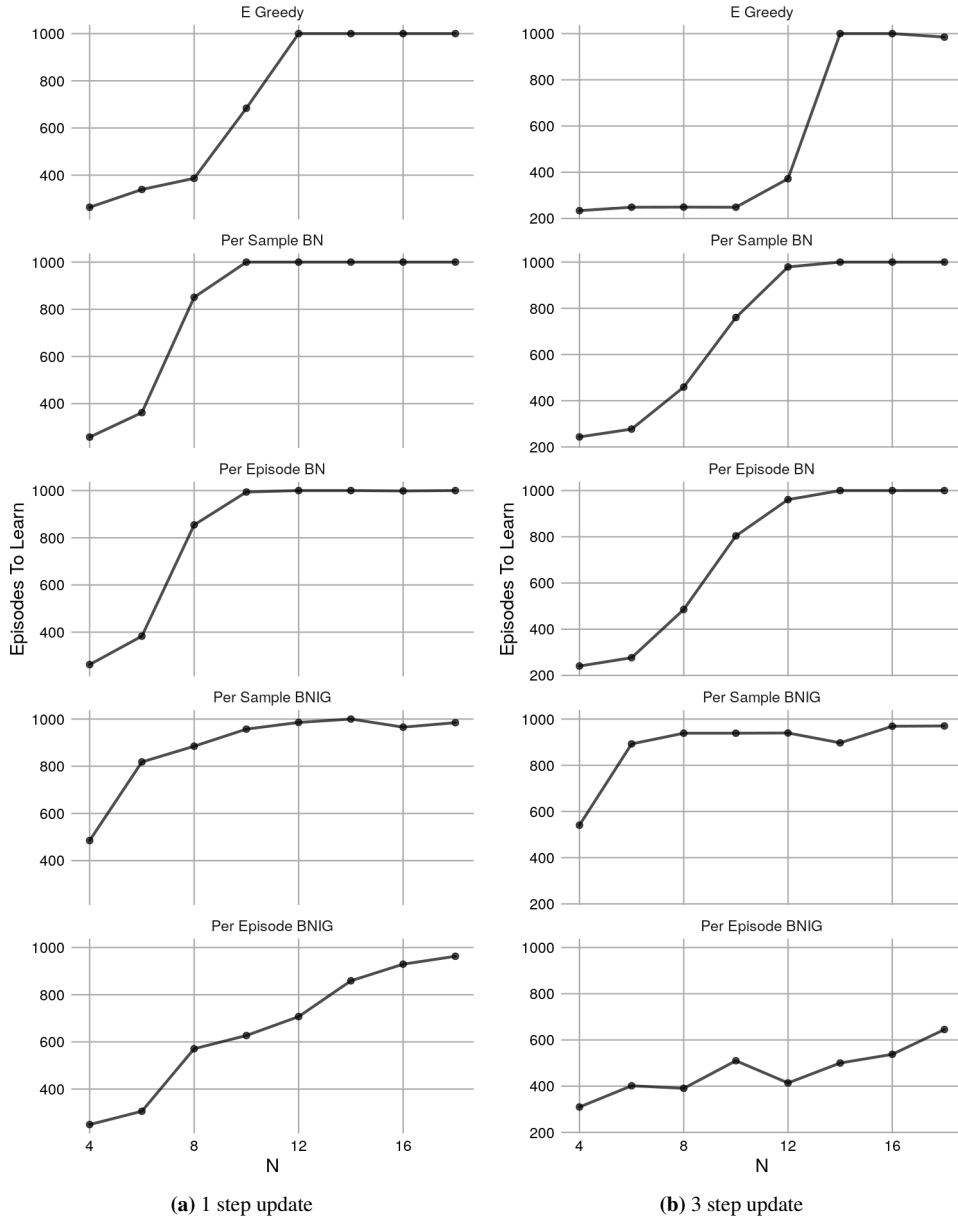 E Greedy
1000
800
600
400
Per Sample BN
1000
800
600
400
Per Episode BN
1000
800
600
400
Per Sample BNIG
1000
800
600
400
Per Episode BNIG
1000
800
600
400
4 8 12 16
N
Episodes To Learn
(a) 1 step update
E Greedy
1000
800
600
400
200
Per Sample BN
1000
800
600
400
200
Per Episode BN
1000
800
600
400
200
Per Sample BNIG
1000
800
600
400
200
Per Episode BNIG
1000
800
600
400
200
4 8 12 16
N
Episodes To Learn
(b) 3 step update